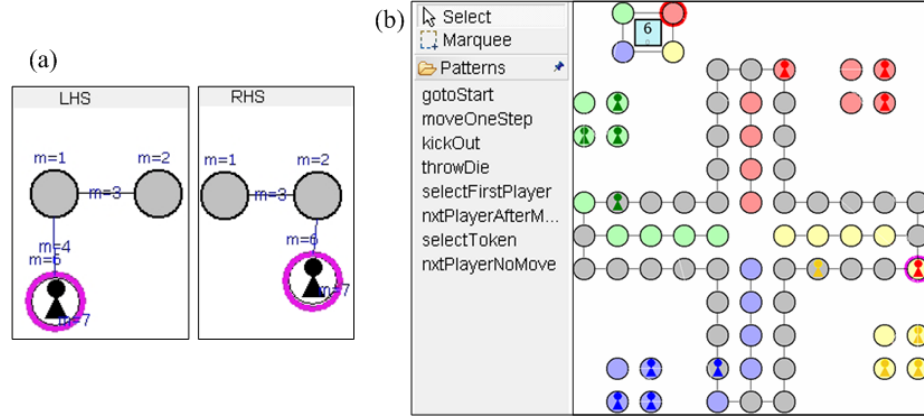 (a)
LHS
m=1
m=2
m=3
m=4
m=5
m=7
RHS
m=1
m=2
m=3
m=6
m=7
(b)
Select
Marquee
Patterns
gotoStart
moveOneStep
kickOut
throwDie
selectFirstPlayer
nxtPlayerAfterM...
selectToken
nxtPlayerNoMove
6